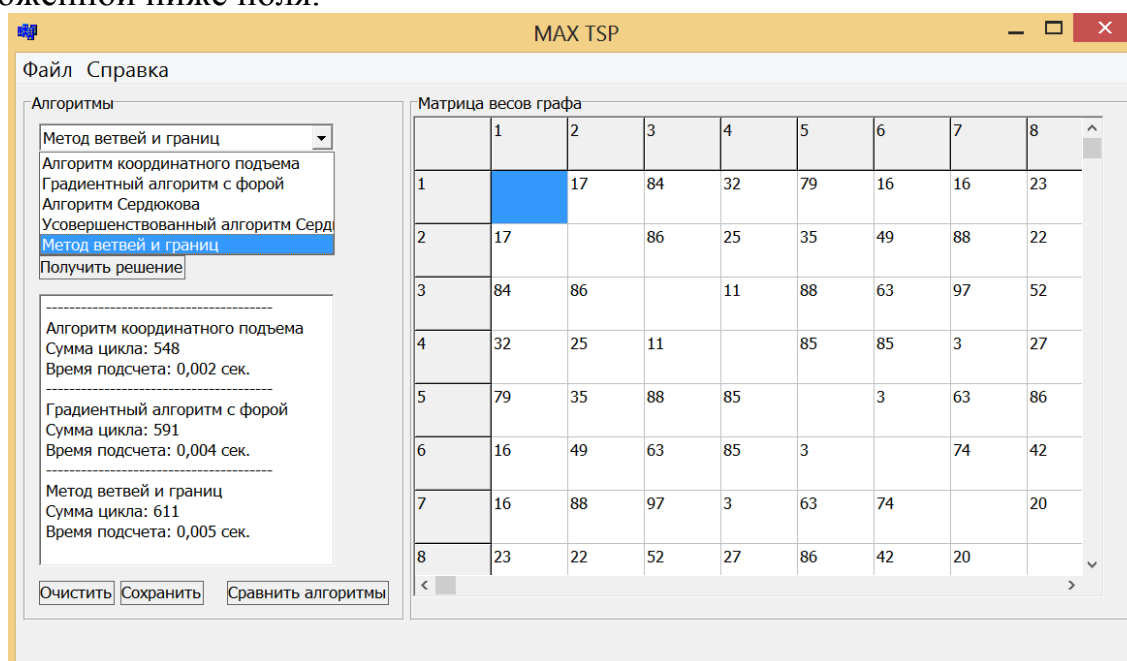 ниже поля.
MAX TSP
Файл Справка
Алгоритмы
Метод ветвей и границ
Алгоритм координатного подъема
Градиентный алгоритм с форой
Алгоритм Сердюкова
Усовершенствованный алгоритм Серд
Метод ветвей и границ
Получить решение
----------------------------------------
Алгоритм координатного подъема
Сумма цикла: 548
Время подсчета: 0,002 сек.
----------------------------------------
Градиентный алгоритм с форой
Сумма цикла: 591
Время подсчета: 0,004 сек.
----------------------------------------
Метод ветвей и границ
Сумма цикла: 611
Время подсчета: 0,005 сек.
Очистить Сохранить Сравнить алгоритмы
Матрица весов графа
1 2 3 4 5 6 7 8
1 17 84 32 79 16 16 23
2 17 86 25 35 49 88 22
3 84 86 11 88 63 97 52
4 32 25 11 85 85 3 27
5 79 35 88 85 3 63 86
6 16 49 63 85 3 74 42
7 16 88 97 3 63 74 20
8 23 22 52 27 86 42 20